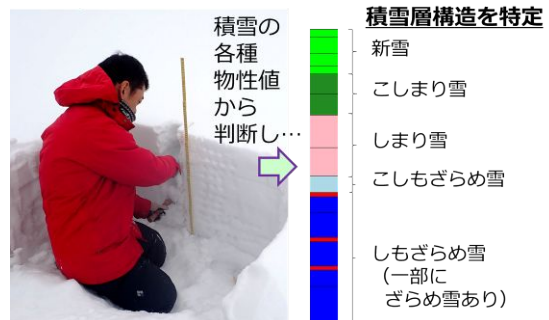 積雪の
各種
物性値
から
判断し…
積雪層構造を特定
新雪
こしまり雪
しまり雪
こしもざらめ雪
しもざらめ雪
（一部に
ざらめ雪あり）